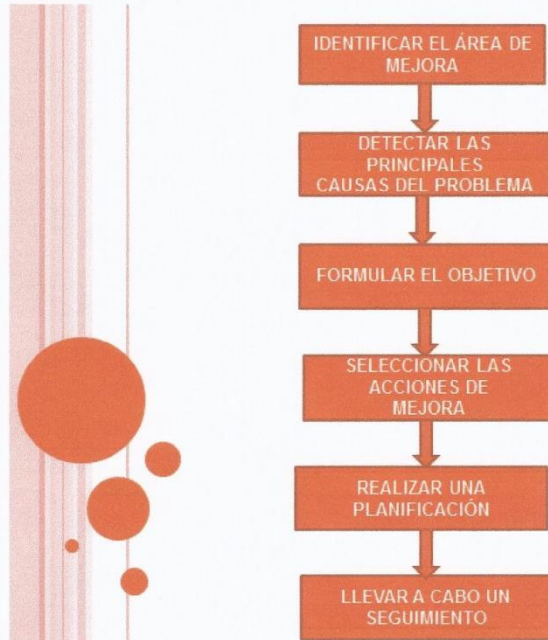 IDENTIFICAR EL ÁREA DE
MEJORA
DETECTAR LAS
PRINCIPALES
CAUSAS DEL PROBLEMA
FORMULAR EL OBJETIVO
SELECCIONAR LAS
ACCIONES DE
MEJORA
REALIZAR UNA
PLANIFICACIÓN
LLEVAR A CABO UN
SEGUIMIENTO